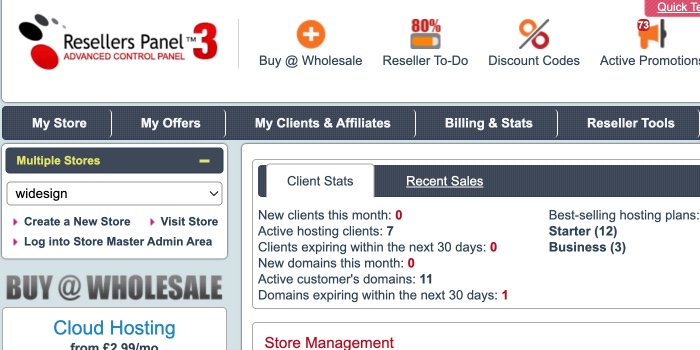 Quick Te
Resellers Panel™ 3
ADVANCED CONTROL PANEL
Buy @ Wholesale
80%
Reseller To-Do
Discount Codes
73
Active Promotions
My Store
My Offers
My Clients & Affiliates
Billing & Stats
Reseller Tools
Multiple Stores
widesign
Create a New Store
Visit Store
Log into Store Master Admin Area
BUY @ WHOLESALE
Cloud Hosting
from £2.99/mo
Client Stats
Recent Sales
New clients this month: 0
Active hosting clients: 7
Clients expiring within the next 30 days: 0
New domains this month: 0
Active customer's domains: 11
Domains expiring within the next 30 days: 1
Best-selling hosting plans:
Starter (12)
Business (3)
Store Management